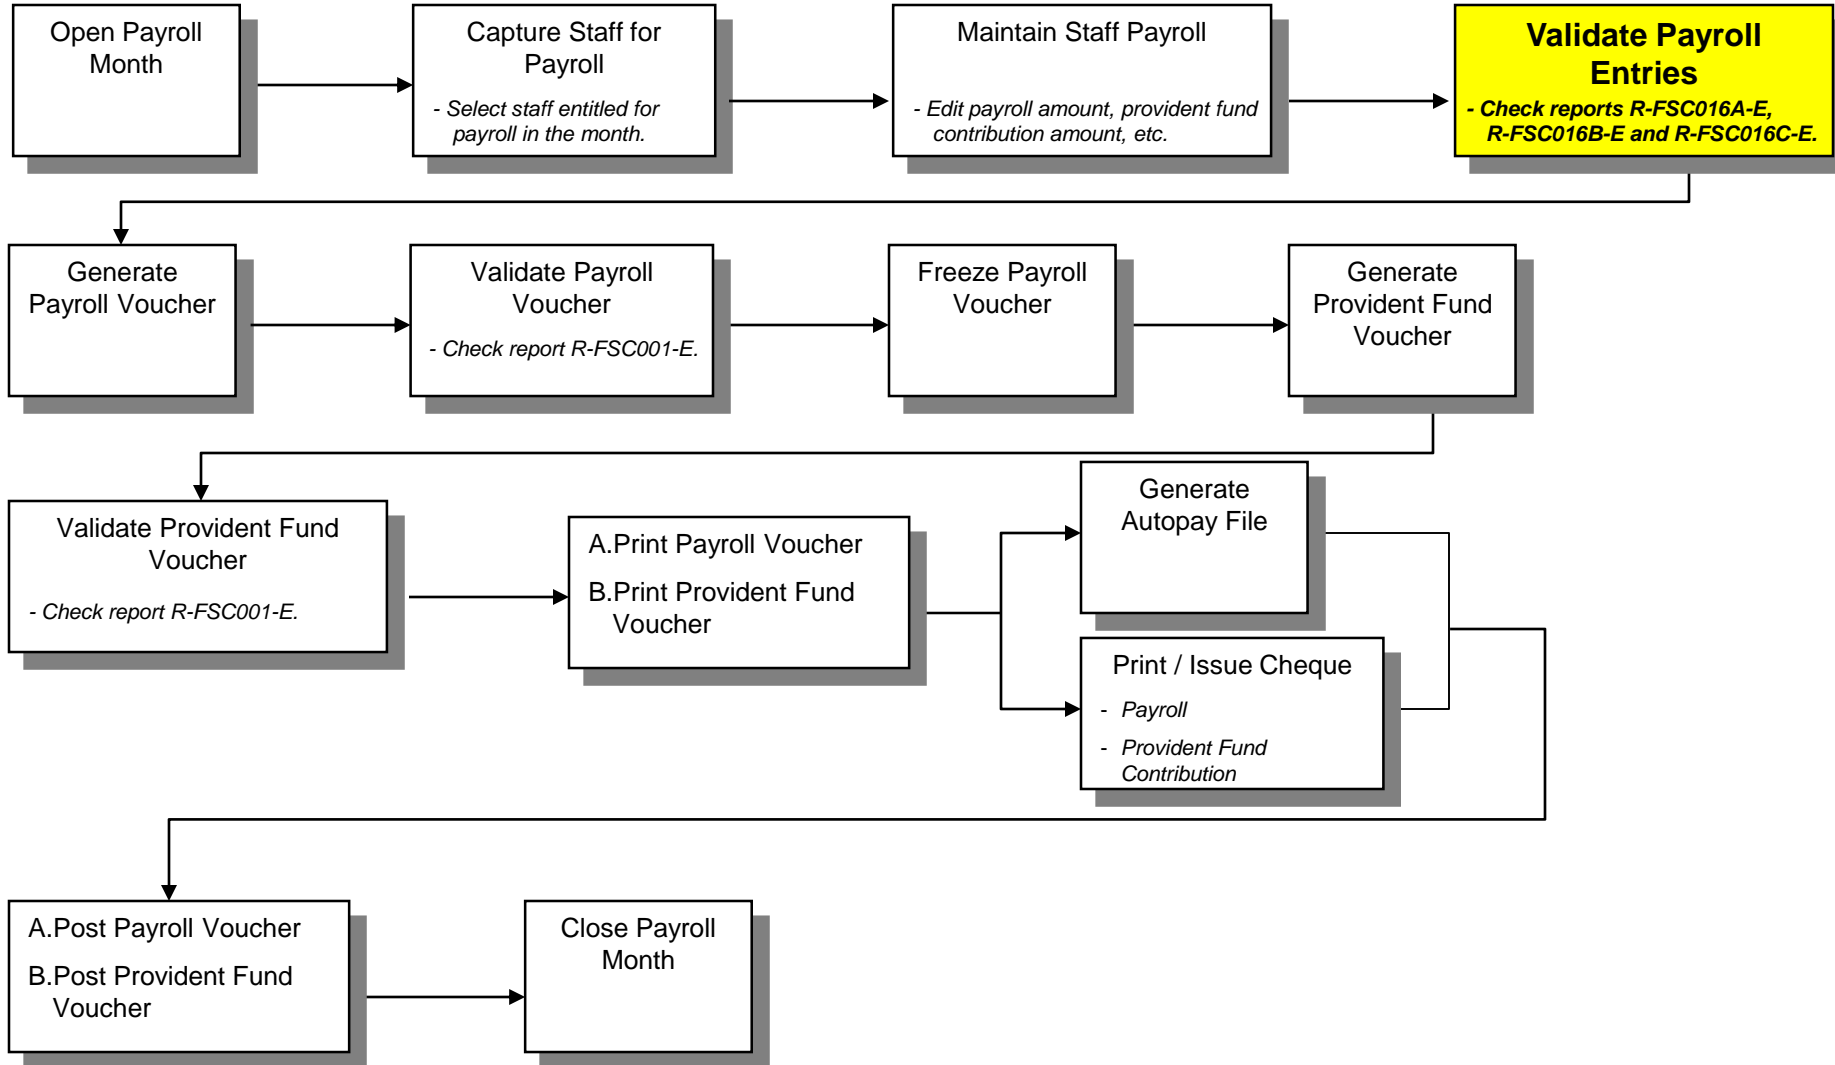 Open Payroll
Month
Capture Staff for
Payroll
- Select staff entitled for
payroll in the month.
Maintain Staff Payroll
- Edit payroll amount, provident fund
contribution amount, etc.
Validate Payroll
Entries
- Check reports R-FSC016A-E,
R-FSC016B-E and R-FSC016C-E.
Generate
Payroll Voucher
Validate Payroll
Voucher
- Check report R-FSC001-E.
Freeze Payroll
Voucher
Generate
Provident Fund
Voucher
Validate Provident Fund
Voucher
- Check report R-FSC001-E.
A.Print Payroll Voucher
B.Print Provident Fund
Voucher
Generate
Autopay File
Print / Issue Cheque
- Payroll
- Provident Fund
Contribution
A.Post Payroll Voucher
B.Post Provident Fund
Voucher
Close Payroll
Month